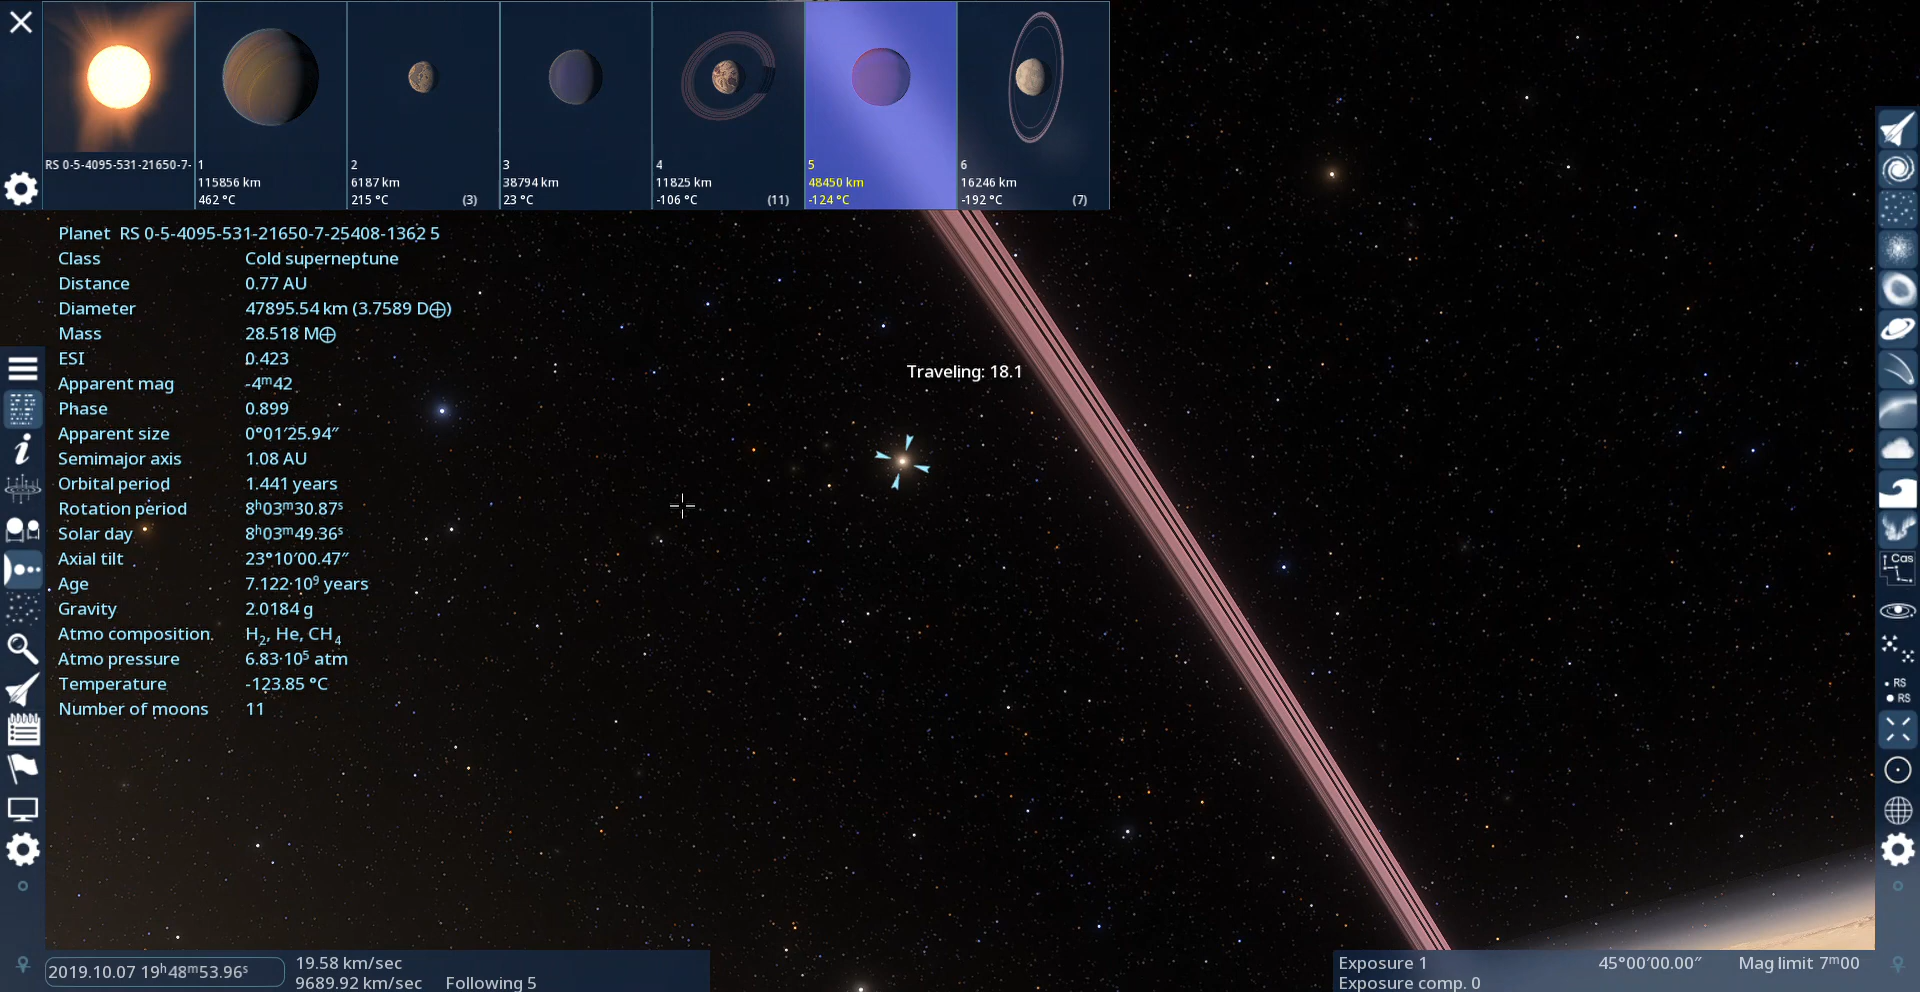 RS 0-5-4095-531-21650-7-
1
115856 km
462 °C
2
6187 km
215 °C (3)
3
38794 km
23 °C
4
11825 km
-106 °C (11)
5
48450 km
-124 °C
6
16246 km
-192 °C (7)
Planet RS 0-5-4095-531-21650-7-25408-1362 5
Class Cold superneptune
Distance 0.77 AU
Diameter 47895.54 km (3.7589 D⊕)
Mass 28.518 M⊕
ESI 0.423
Apparent mag -4ᵐ42
Phase 0.899
Apparent size 0°01′25.94″
Semimajor axis 1.08 AU
Orbital period 1.441 years
Rotation period 8ʰ03ᵐ30.87ˢ
Solar day 8ʰ03ᵐ49.36ˢ
Axial tilt 23°10′00.47″
Age 7.122·10⁹ years
Gravity 2.0184 g
Atmo composition. H₂, He, CH₄
Atmo pressure 6.83·10⁵ atm
Temperature -123.85 °C
Number of moons 11
Traveling: 18.1
Cas
RS
RS
2019.10.07 19ʰ48ᵐ53.96ˢ
19.58 km/sec
9689.92 km/sec Following 5
Exposure 1 45°00′00.00″ Mag limit 7ᵐ00
Exposure comp. 0